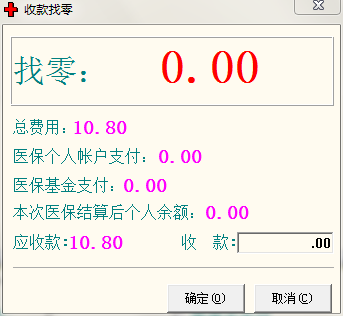 收款找零
找零： 0.00
总费用：10.80
医保个人帐户支付：0.00
医保基金支付：0.00
本次医保结算后个人余额：0.00
应收款：10.80 收 款：.00
确定(O) 取消(C)